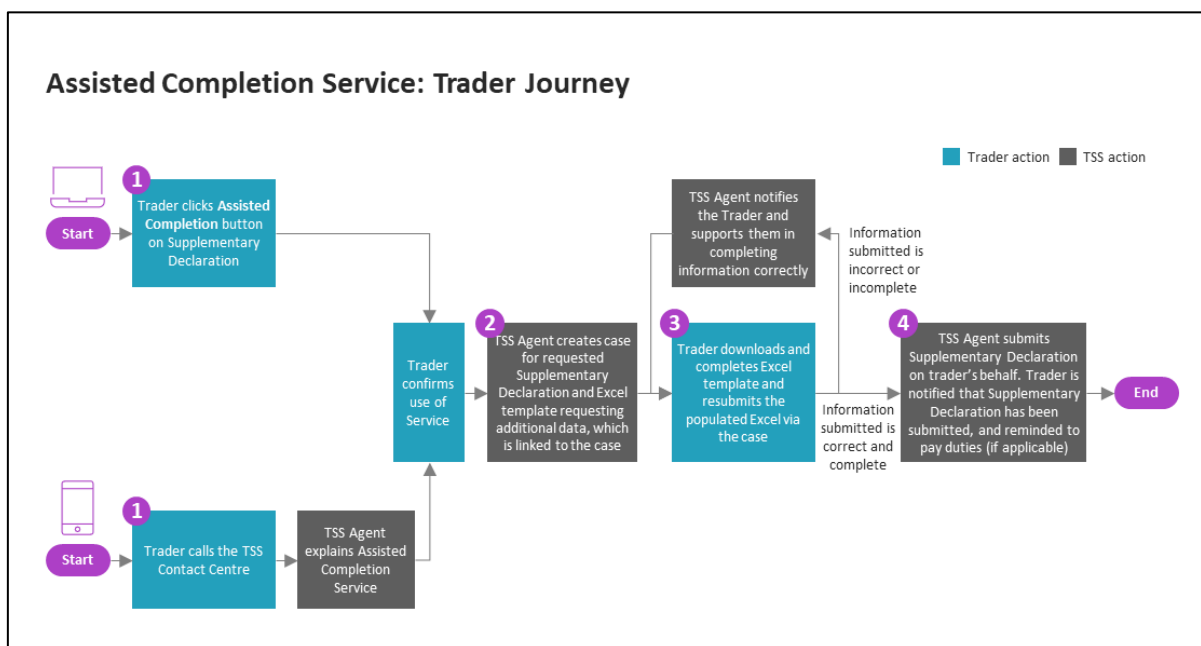 Assisted Completion Service: Trader Journey
Trader action
TSS action
Start
1
Trader clicks Assisted
Completion button
on Supplementary
Declaration
TSS Agent notifies
the Trader and
supports them in
completing
information correctly
Information
submitted is
incorrect or
incomplete
Trader
confirms
use of
Service
2
TSS Agent creates case
for requested
Supplementary
Declaration and Excel
template requesting
additional data, which
is linked to the case
3
Trader downloads and
completes Excel
template and
resubmits the
populated Excel via
the case
Information
submitted is
correct and
complete
4
TSS Agent submits
Supplementary Declaration
on trader’s behalf. Trader is
notified that Supplementary
Declaration has been
submitted, and reminded to
pay duties (if applicable)
End
Start
1
Trader calls the TSS
Contact Centre
TSS Agent
explains Assisted
Completion
Service